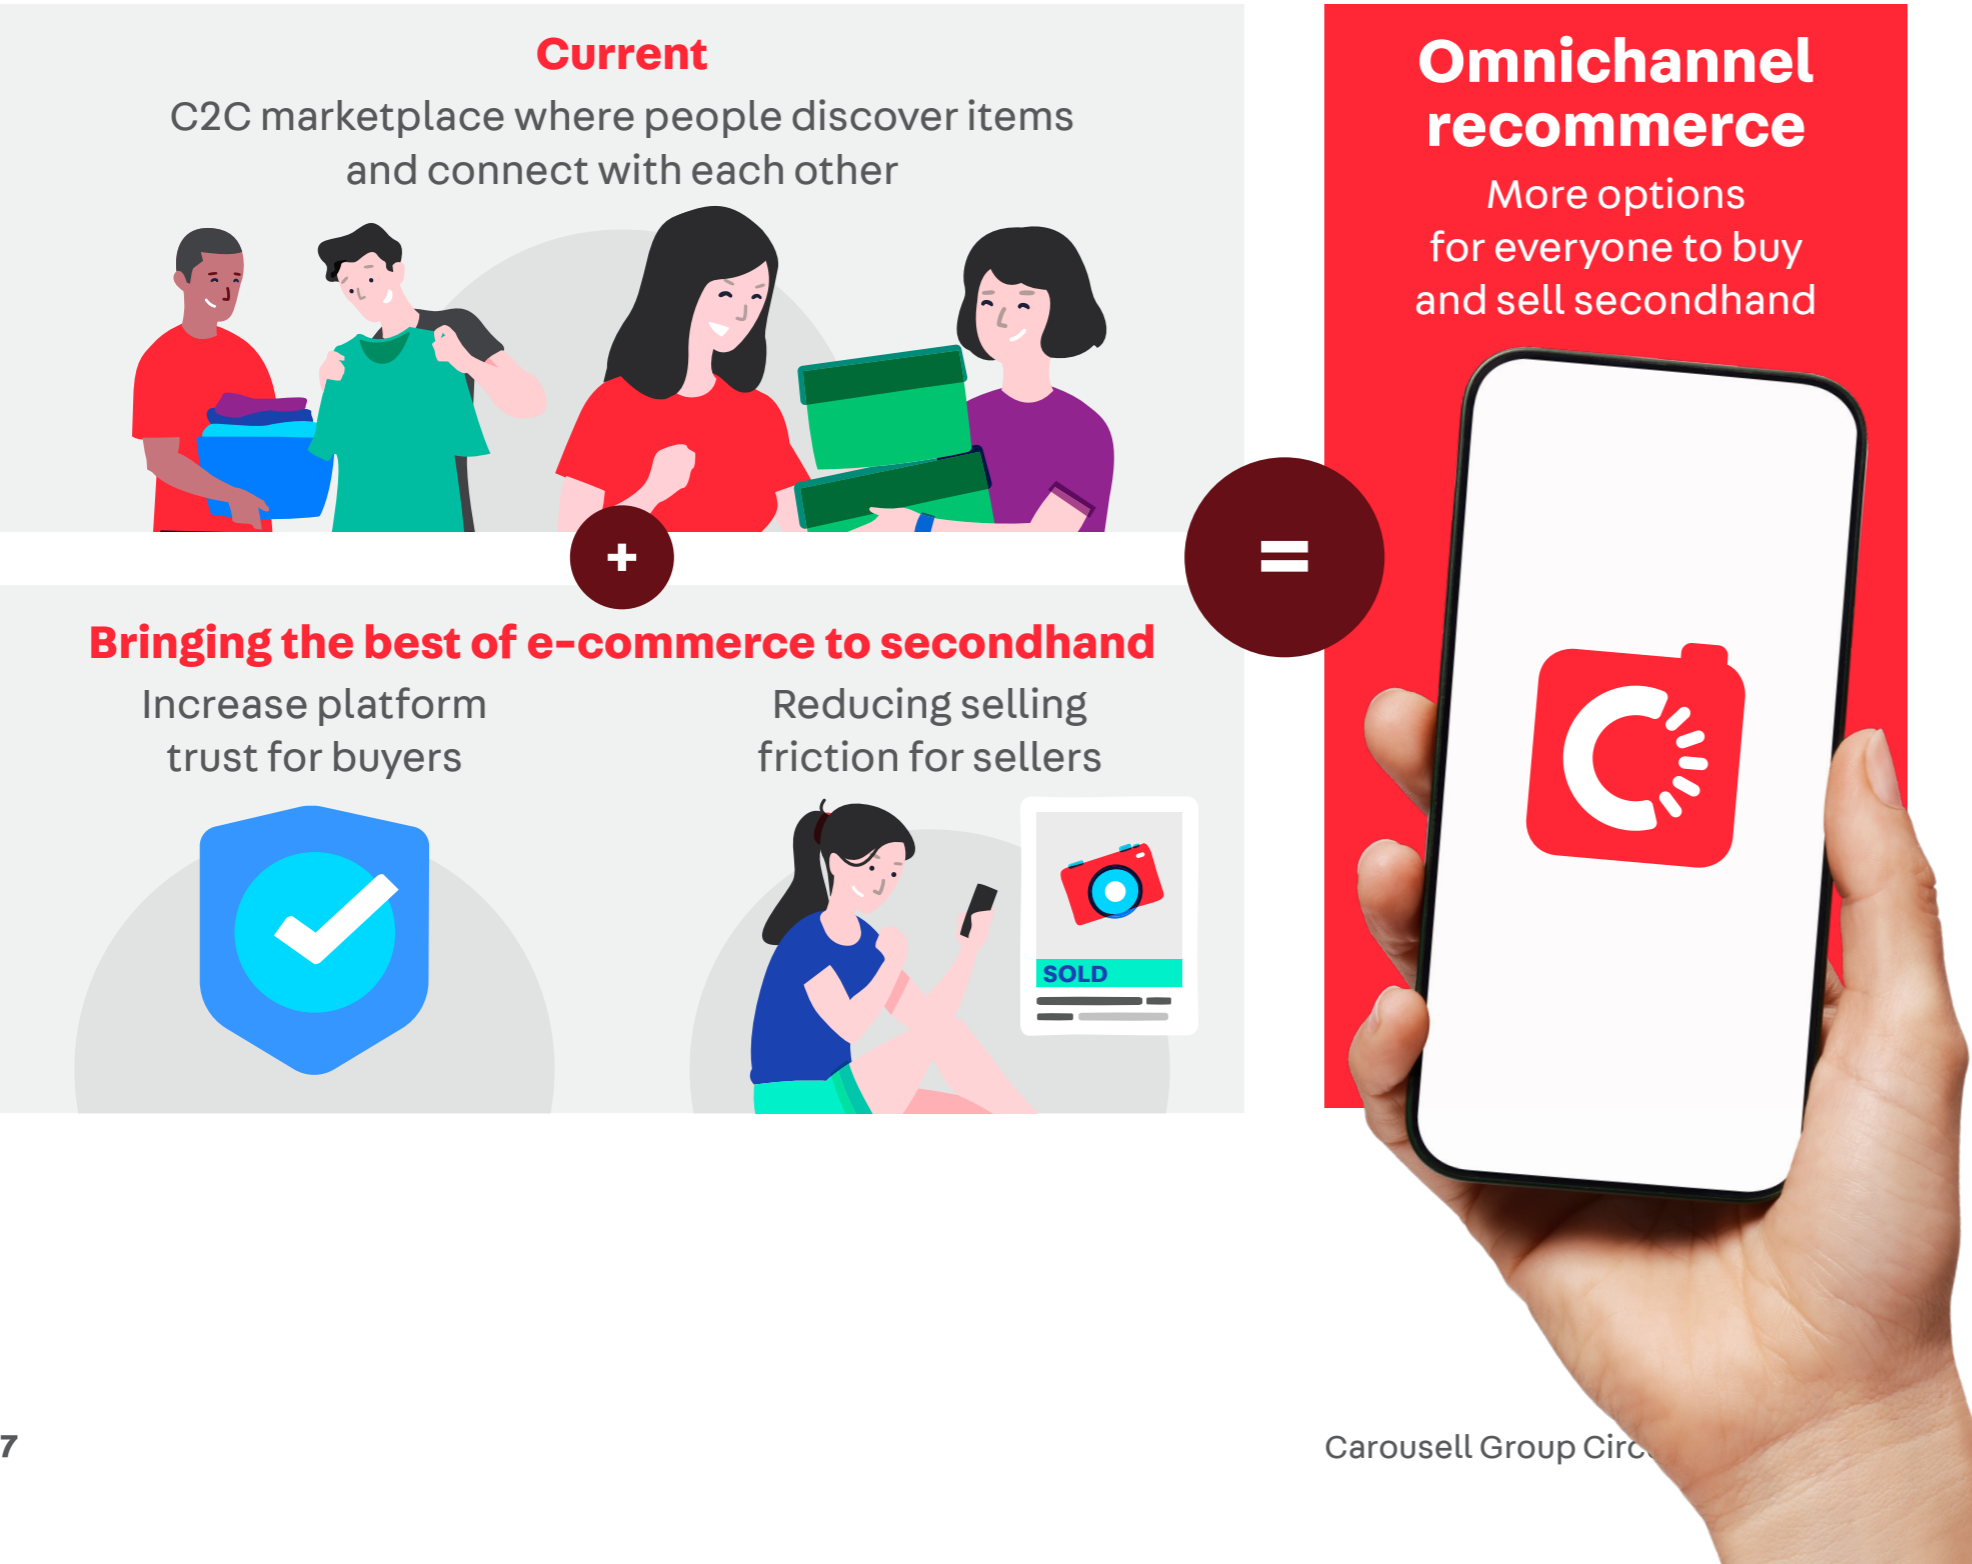 Current
C2C marketplace where people discover items
and connect with each other
+
Bringing the best of e-commerce to secondhand
Increase platform
trust for buyers
Reducing selling
friction for sellers
SOLD
=
Omnichannel
recommerce
More options
for everyone to buy
and sell secondhand
7
Carousell Group